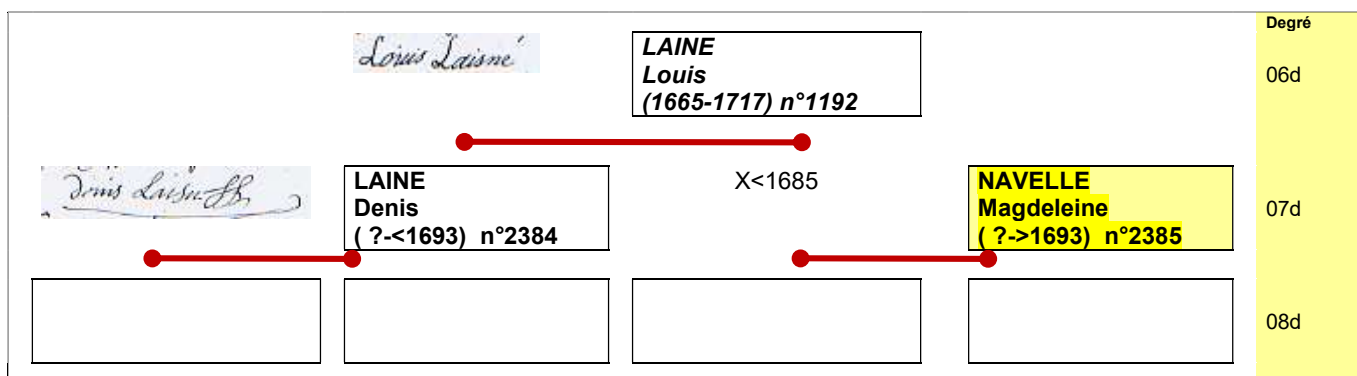 Degré
Louis Laisné
LAINE
Louis
(1665-1717) n°1192
06d
Denis
LAINE
Denis
( ?-<1693) n°2384
X<1685
NAVELLE
Magdeleine
( ?->1693) n°2385
07d
08d